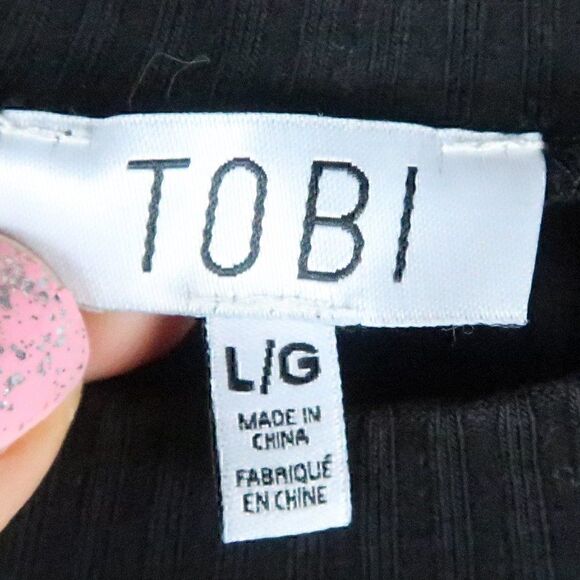 TOBI
L/G
MADE IN
CHINA
FABRIQUÉ
EN CHINE